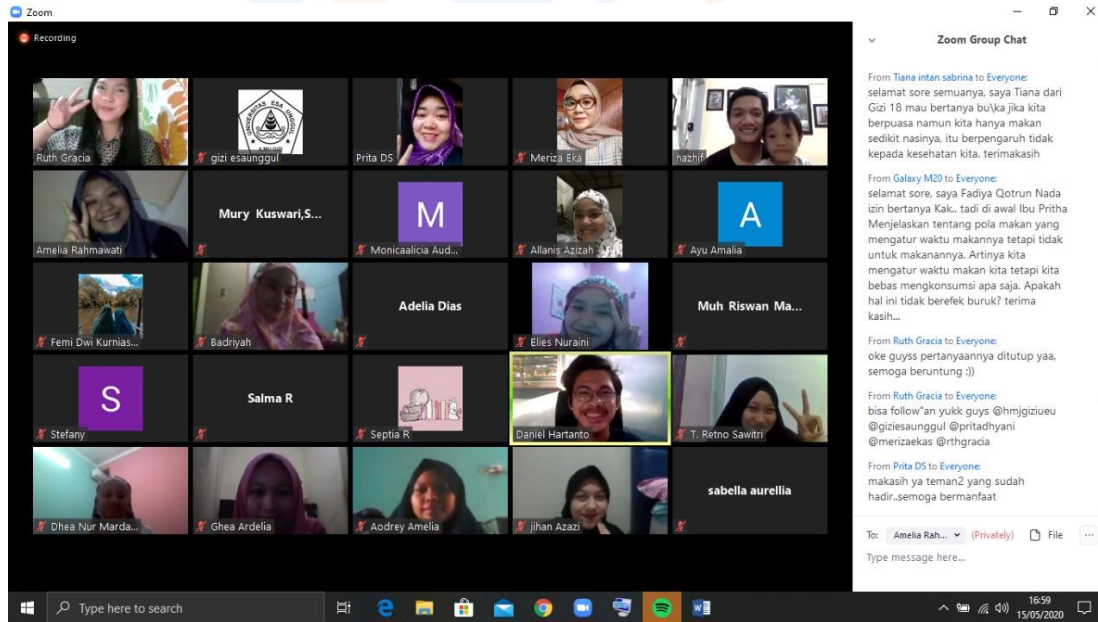 Zoom
Recording
Zoom Group Chat
Ruth Gracia
UNIVERSITAS ESA UNGGUL
gizi esaunggul
Prita DS
Meriza Eka
nazhif
Amelia Rahmawati
Mury Kuswari,S...
M
Monicaalicia Aud...
Allanis Azizah
A
Ayu Amalia
Femi Dwi Kurnias...
Badriyah
Adelia Dias
Elies Nuraini
Muh Riswan Ma...
S
Stefany
Salma R
Septia R
Daniel Hartanto
T. Retno Sawitri
Dhea Nur Marda...
Ghea Ardelia
Aodrey Amelia
jihan Azazi
sabella aurellia
From Tiana intan sabrina to Everyone:
selamat sore semuanya, saya Tiana dari
Gizi 18 mau bertanya bu\ka jika kita
berpuasa namun kita hanya makan
sedikit nasinya, itu berpengaruh tidak
kepada kesehatan kita. terimakasih
From Galaxy M20 to Everyone:
selamat sore, saya Fadiya Qotrun Nada
izin bertanya Kak.. tadi di awal Ibu Pritha
Menjelaskan tentang pola makan yang
mengatur waktu makannya tetapi tidak
untuk makanannya. Artinya kita
mengatur waktu makan kita tetapi kita
bebas mengkonsumsi apa saja. Apakah
hal ini tidak berefek buruk? terima
kasih...
From Ruth Gracia to Everyone:
oke guyss pertanyaannya ditutup yaa,
semoga beruntung :))
From Ruth Gracia to Everyone:
bisa follow"an yukk guys @hmjgiziueu
@giziesaunggul @pritadhyani
@merizaekas @rthgracia
From Prita DS to Everyone:
makasih ya teman2 yang sudah
hadir..semoga bermanfaat
To: Amelia Rah... (Privately) File ...
Type message here...
Type here to search
16:59
15/05/2020